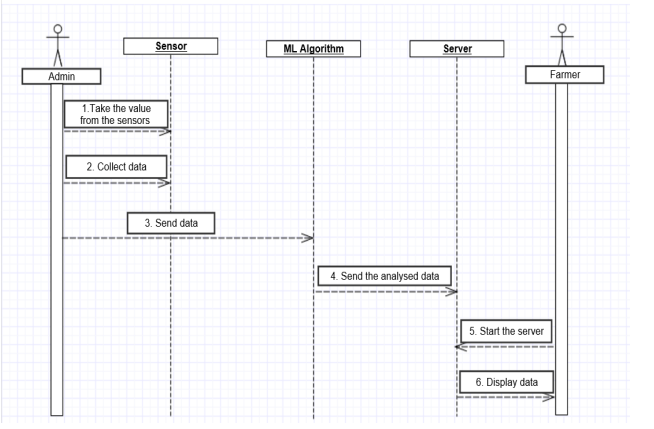 Sensor
ML Algorithm
Server
Admin
Farmer
1.Take the value
from the sensors
2. Collect data
3. Send data
4. Send the analysed data
5. Start the server
6. Display data